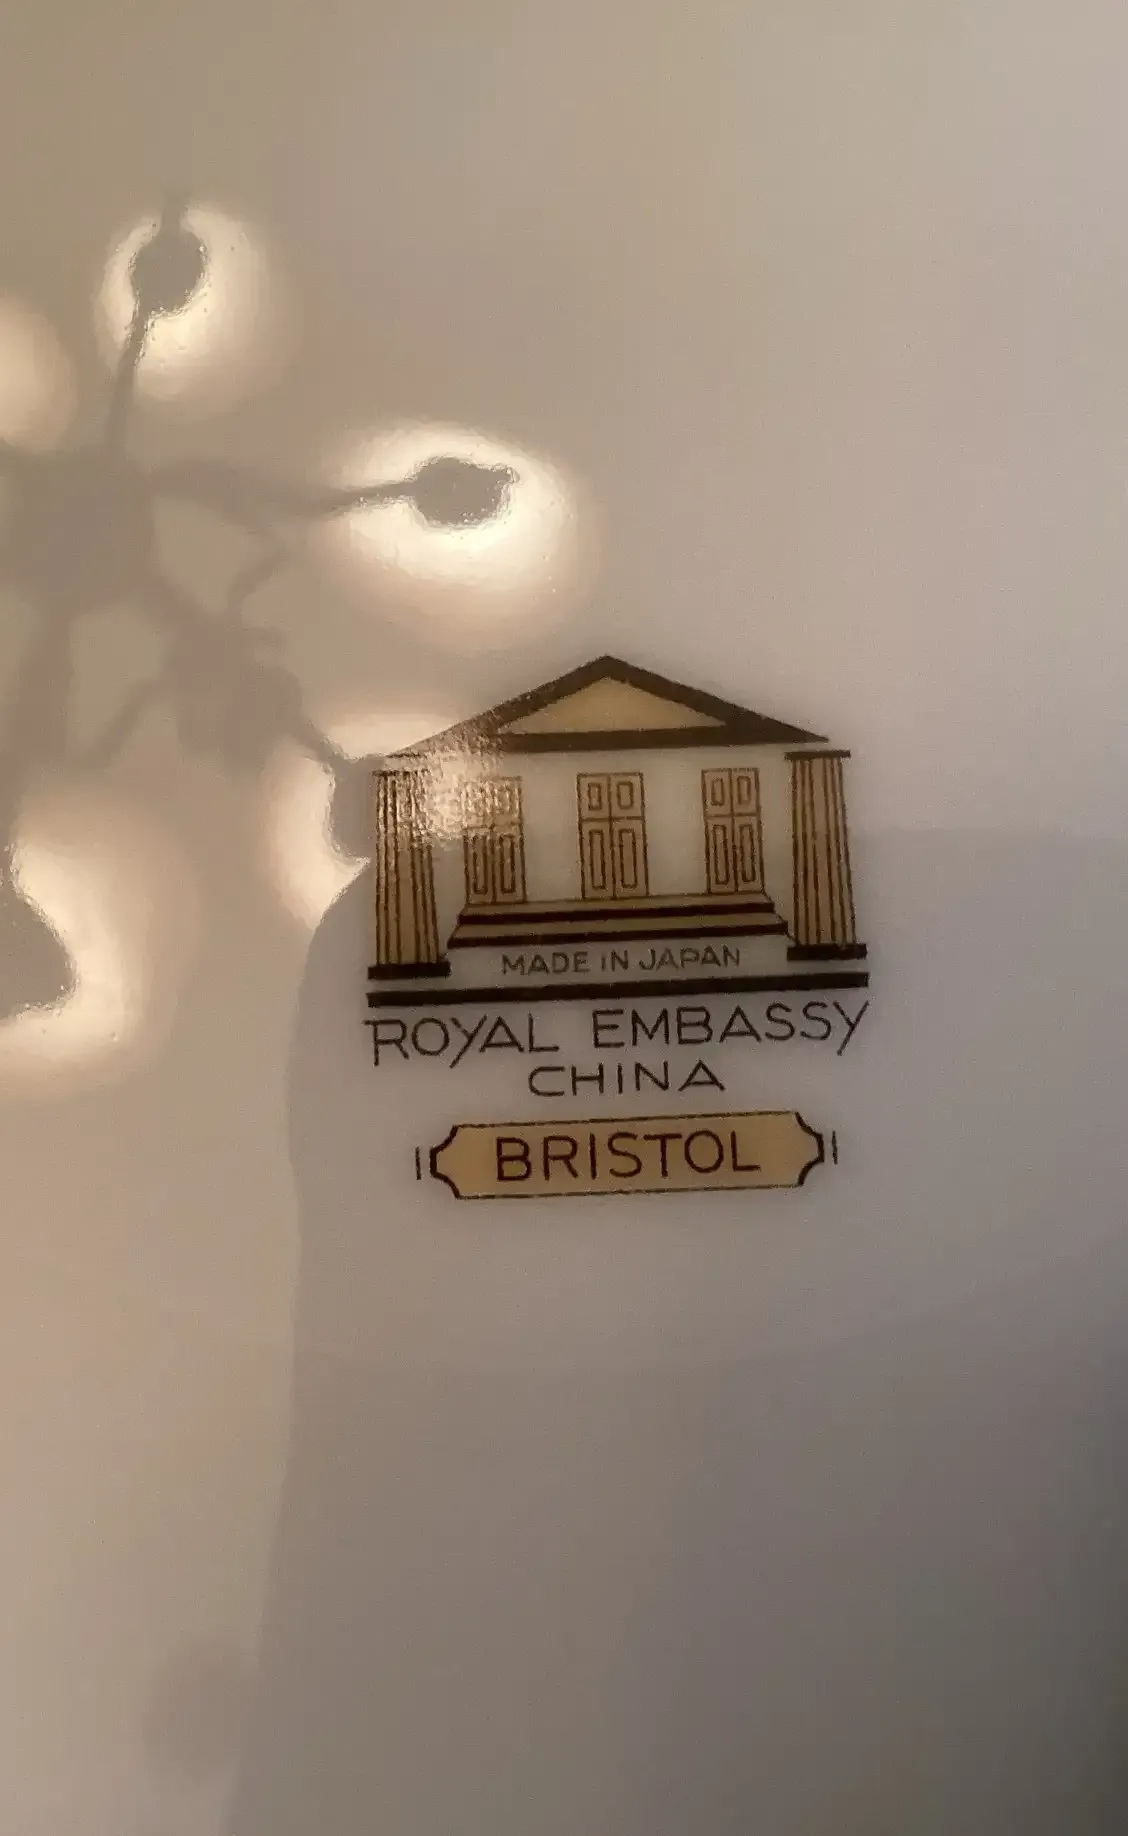 MADE IN JAPAN
ROYAL EMBASSY
CHINA
BRISTOL